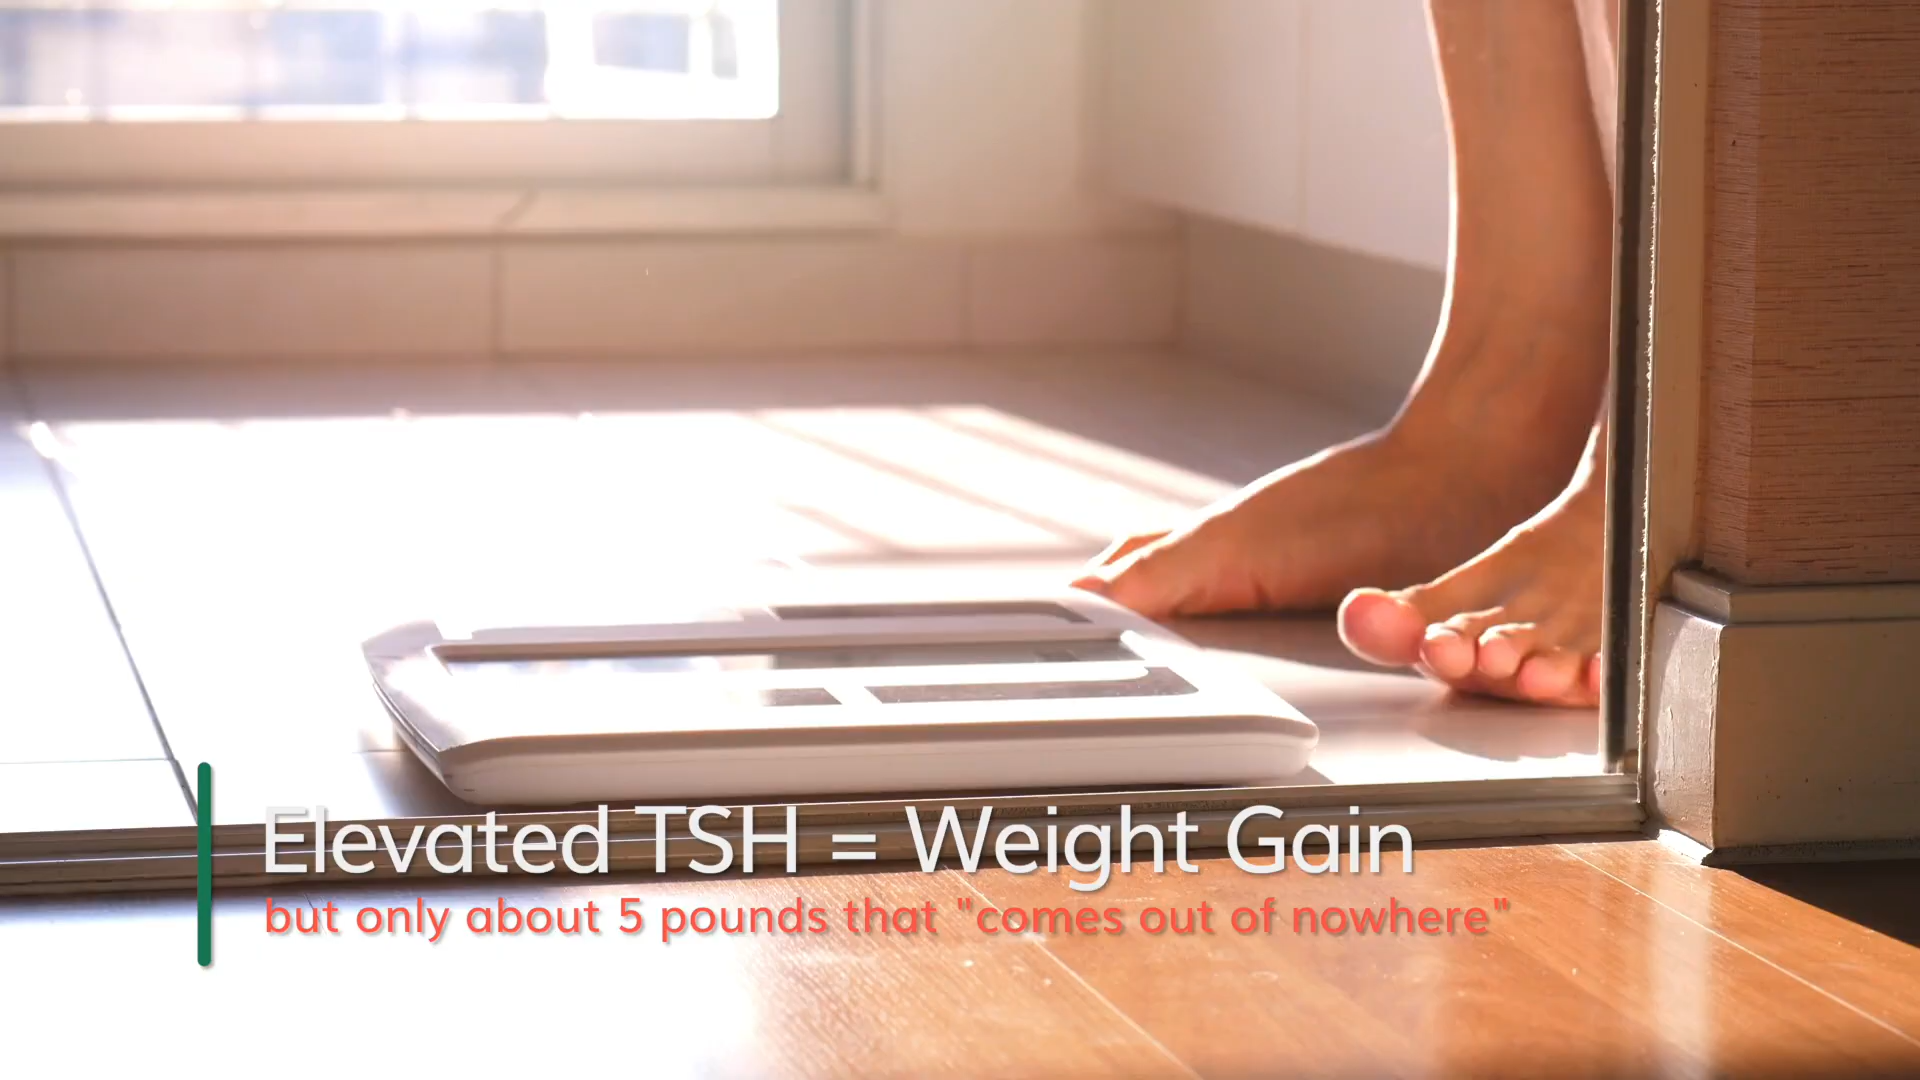 Elevated TSH = Weight Gain
but only about 5 pounds that "comes out of nowhere"